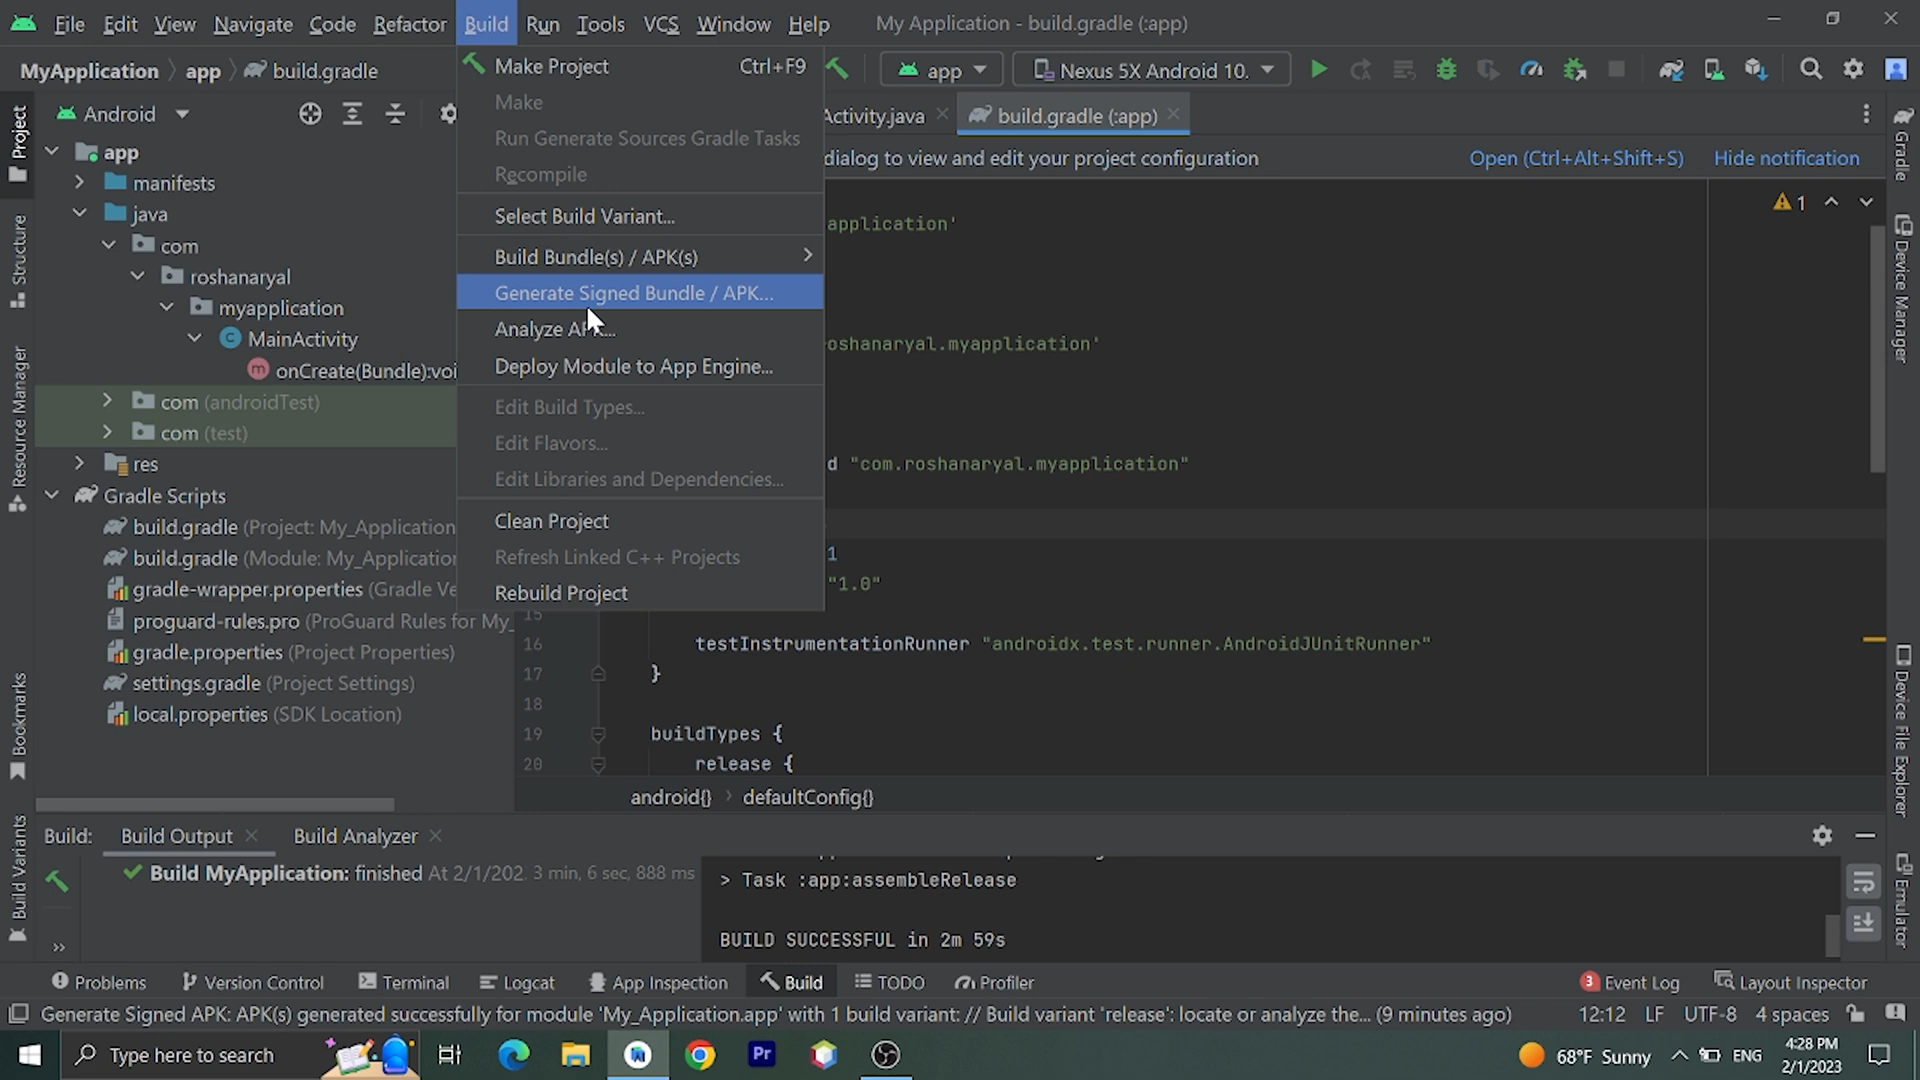 File Edit View Navigate Code Refactor Build Run Tools VCS Window Help My Application - build.gradle (:app)
MyApplication app build.gradle
app Nexus 5X Android 10.
Android
Activity.java build.gradle (:app)
dialog to view and edit your project configuration Open (Ctrl+Alt+Shift+S) Hide notification
Project
Structure
Resource Manager
Bookmarks
Build Variants
app
manifests
java
com
roshanaryal
myapplication
MainActivity
onCreate(Bundle):voi
com (androidTest)
com (test)
res
Gradle Scripts
build.gradle (Project: My_Application
build.gradle (Module: My_Application
gradle-wrapper.properties (Gradle Ve
proguard-rules.pro (ProGuard Rules for My_
gradle.properties (Project Properties)
settings.gradle (Project Settings)
local.properties (SDK Location)
Make Project Ctrl+F9
Make
Run Generate Sources Gradle Tasks
Recompile
Select Build Variant...
Build Bundle(s) / APK(s)
Generate Signed Bundle / APK...
Analyze AP...
Deploy Module to App Engine...
Edit Build Types...
Edit Flavors...
Edit Libraries and Dependencies...
Clean Project
Refresh Linked C++ Projects
Rebuild Project
1
application'
oshanaryal.myapplication'
d "com.roshanaryal.myapplication"
1
"1.0"
15
16 testInstrumentationRunner "androidx.test.runner.AndroidJUnitRunner"
17 }
18
19 buildTypes {
20 release {
android{} defaultConfig{}
Gradle
Device Manager
Device File Explorer
Emulator
Build: Build Output Build Analyzer
Build MyApplication: finished At 2/1/202. 3 min, 6 sec, 888 ms
> Task :app:assembleRelease
BUILD SUCCESSFUL in 2m 59s
Problems Version Control Terminal Logcat App Inspection Build TODO Profiler 3 Event Log Layout Inspector
Generate Signed APK: APK(s) generated successfully for module 'My_Application.app' with 1 build variant: // Build variant 'release': locate or analyze the... (9 minutes ago) 12:12 LF UTF-8 4 spaces
Type here to search Pr 68°F Sunny ENG 4:28 PM
2/1/2023